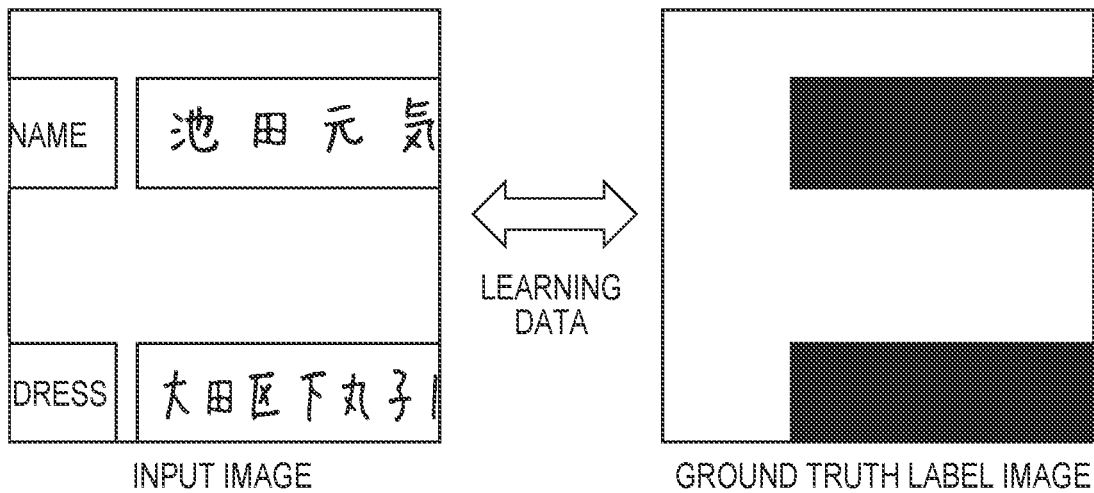 NAME 池田元気
LEARNING
DATA
DRESS 大田区下丸子
INPUT IMAGE GROUND TRUTH LABEL IMAGE